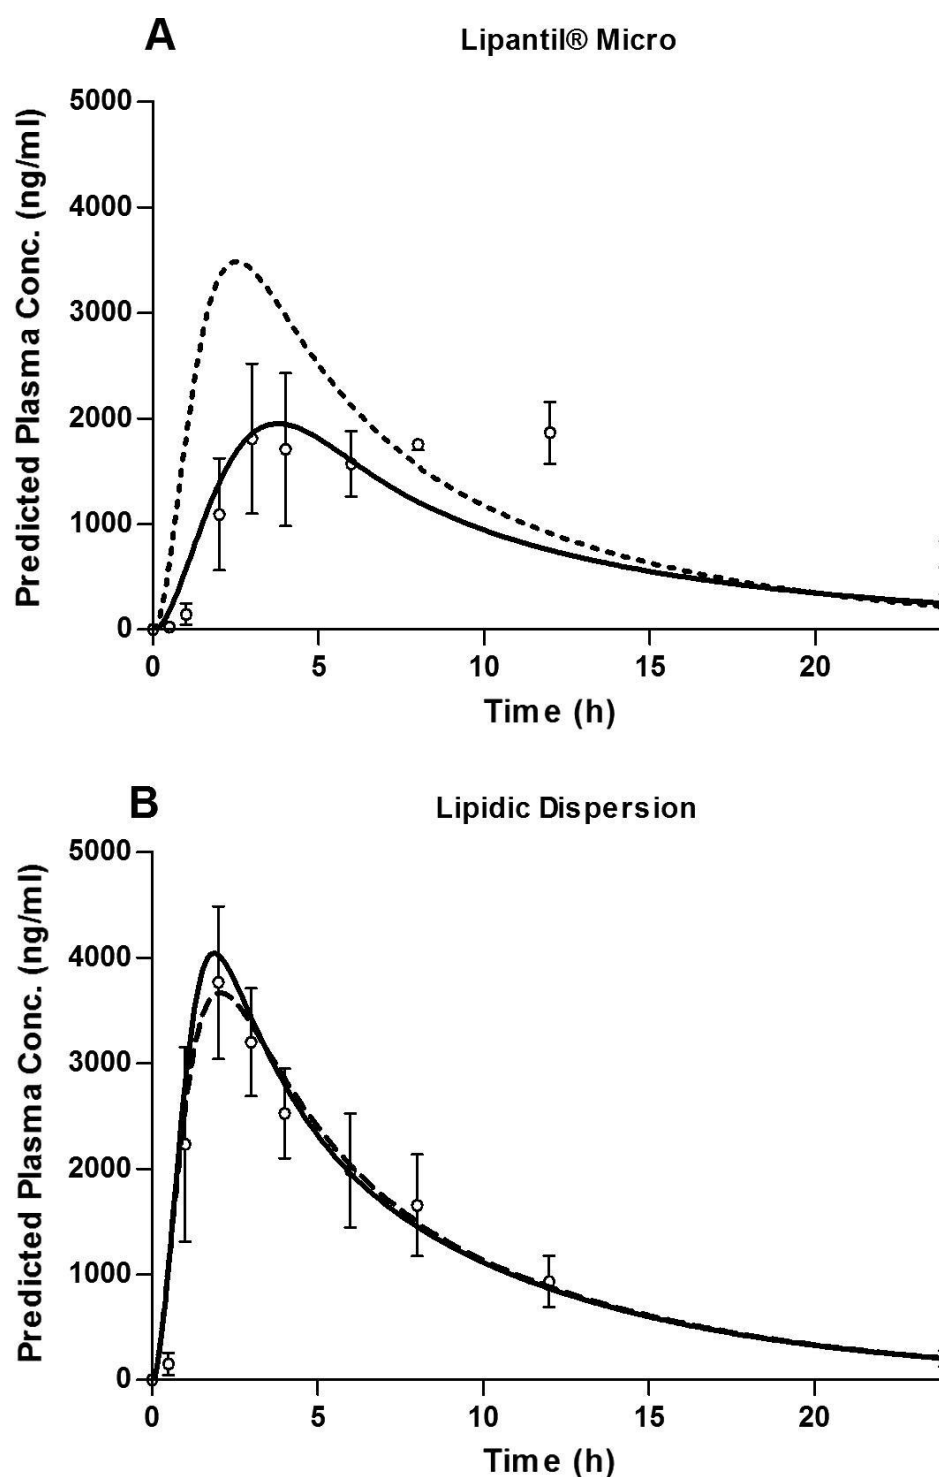 A
Lipantil® Micro
Predicted Plasma Conc. (ng/ml)
5000
4000
3000
2000
1000
0
0 5 10 15 20
Time (h)
B
Lipidic Dispersion
Predicted Plasma Conc. (ng/ml)
5000
4000
3000
2000
1000
0
0 5 10 15 20
Time (h)